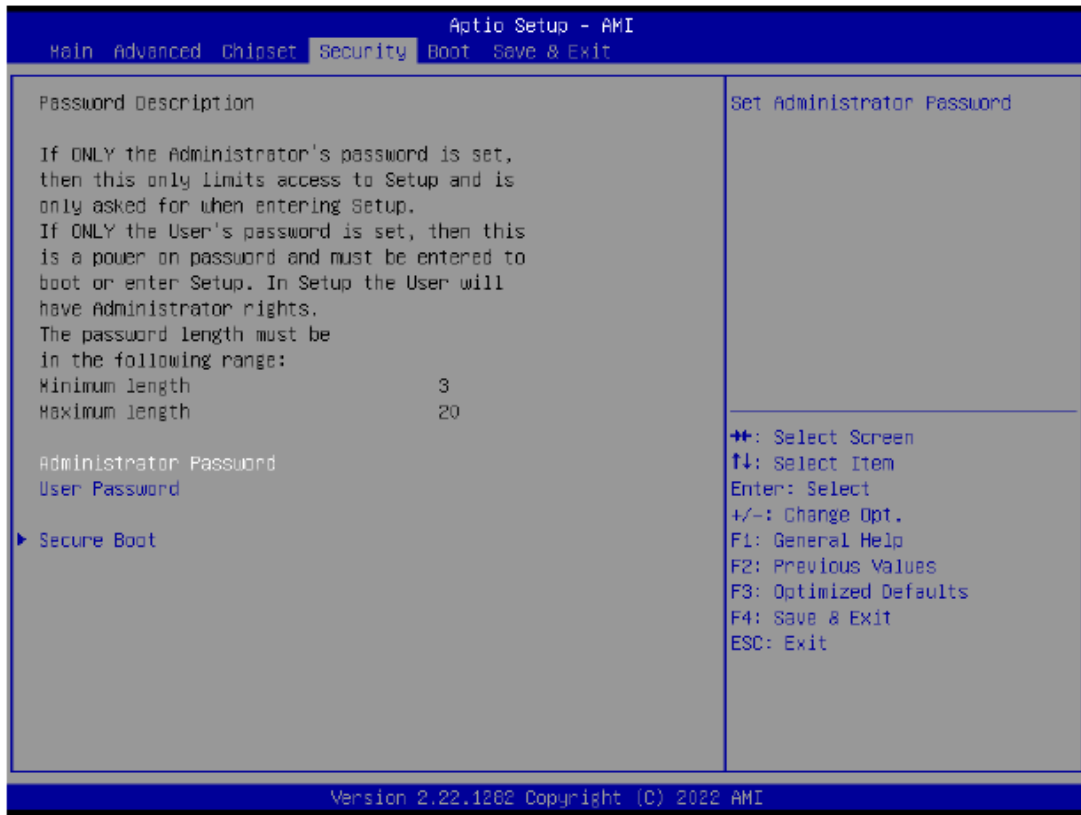 Aptio Setup - AMI
Main Advanced Chipset Security Boot Save & Exit
Password Description
If ONLY the Administrator's password is set,
then this only limits access to Setup and is
only asked for when entering Setup.
If ONLY the User's password is set, then this
is a power on password and must be entered to
boot or enter Setup. In Setup the User will
have Administrator rights.
The password length must be
in the following range:
Minimum length 3
Maximum length 20
Administrator Password
User Password
Secure Boot
Set Administrator Password
→←: Select Screen
↑↓: Select Item
Enter: Select
+/-: Change Opt.
F1: General Help
F2: Previous Values
F3: Optimized Defaults
F4: Save & Exit
ESC: Exit
Version 2.22.1282 Copyright (C) 2022 AMI